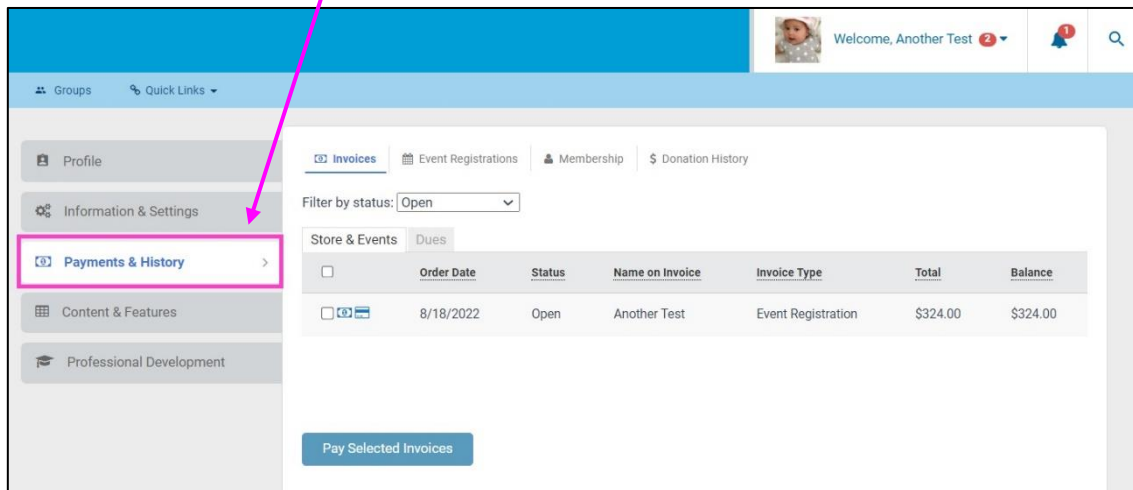 Welcome, Another Test 2
1
Groups Quick Links
Profile
Information & Settings
Payments & History
Content & Features
Professional Development
Invoices Event Registrations Membership $ Donation History
Filter by status: Open
Store & Events Dues
Order Date Status Name on Invoice Invoice Type Total Balance
8/18/2022 Open Another Test Event Registration $324.00 $324.00
Pay Selected Invoices